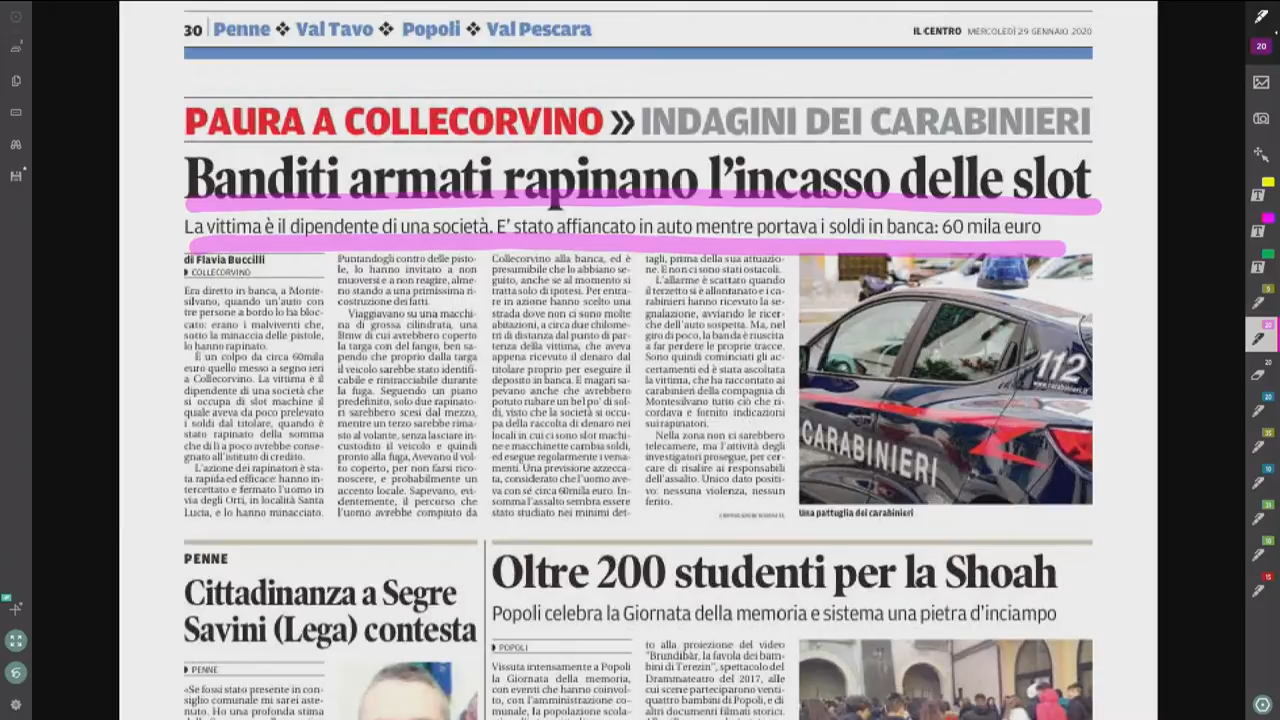 30 Penne ❖ Val Tavo ❖ Popoli ❖ Val Pescara
IL CENTRO MERCOLEDÌ 29 GENNAIO 2020
PAURA A COLLECORVINO » INDAGINI DEI CARABINIERI
Banditi armati rapinano l'incasso delle slot
La vittima è il dipendente di una società. E' stato affiancato in auto mentre portava i soldi in banca: 60 mila euro
di Flavia Buccilli
COLLECORVINO
Era diretto in banca, a Monte-
silvano, quando un'auto con
tre persone a bordo lo ha bloc-
cato: erano i malviventi che,
sotto la minaccia delle pistole,
lo hanno rapinato.
È un colpo da circa 60mila
euro quello messo a segno ieri
a Collecorvino. La vittima è il
dipendente di una società che
si occupa di slot machine il
quale aveva da poco prelevato
i soldi dal titolare, quando è
stato rapinato della somma
che di lì a poco avrebbe conse-
gnato all'istituto di credito.
L'azione dei rapinatori è sta-
ta rapida ed efficace: hanno in-
tercettato e fermato l'uomo in
via degli Orti, in località Santa
Lucia, e lo hanno minacciato.
Puntandogli contro delle pisto-
le, lo hanno invitato a non
muoversi e a non reagire, alme-
no stando a una primissima ri-
costruzione dei fatti.
Viaggiavano su una macchi-
na di grossa cilindrata, una
Bmw di cui avrebbero coperto
la targa con del fango, ben sa-
pendo che proprio dalla targa
il veicolo sarebbe stato identifi-
cabile e rintracciabile durante
la fuga. Seguendo un piano
predefinito, solo due rapinato-
ri sarebbero scesi dal mezzo,
mentre un terzo sarebbe rima-
sto al volante, senza lasciare in-
custodito il veicolo e quindi
pronto alla fuga, Avevano il vol-
to coperto, per non farsi rico-
noscere, e probabilmente un
accento locale. Sapevano, evi-
dentemente, il percorso che
l'uomo avrebbe compiuto da
Collecorvino alla banca, ed è
presumibile che lo abbiano se-
guito, anche se al momento si
tratta solo di ipotesi. Per entra-
re in azione hanno scelto una
strada dove non ci sono molte
abitazioni, a circa due chilome-
tri di distanza dal punto di par-
tenza della vittima, che aveva
appena ricevuto il denaro dal
titolare proprio per eseguire il
deposito in banca. E magari sa-
pevano anche che avrebbero
potuto rubare un bel po' di sol-
di, visto che la società si occu-
pa della raccolta di denaro nei
locali in cui ci sono slot machi-
ne e macchinette cambia soldi,
ed esegue regolarmente i versa-
menti. Una previsione azzecca-
ta, considerato che l'uomo ave-
va con sé circa 60mila euro. In-
somma l'assalto sembra essere
stato studiato nei minimi det-
tagli, prima della sua attuazio-
ne. E non ci sono stati ostacoli.
L'allarme è scattato quando
il terzetto si è allontanato e i ca-
rabinieri hanno ricevuto la se-
gnalazione, avviando le ricer-
che dell'auto sospetta. Ma, nel
giro di poco, la banda è riuscita
a far perdere le proprie tracce.
Sono quindi cominciati gli ac-
certamenti ed è stata ascoltata
la vittima, che ha raccontato ai
carabinieri della compagnia di
Montesilvano tutto ciò che ri-
cordava e fornito indicazioni
sui rapinatori.
Nella zona non ci sarebbero
telecamere, ma l'attività degli
investigatori prosegue, per cer-
care di risalire ai responsabili
dell'assalto. Unico dato positi-
vo: nessuna violenza, nessun
ferito.
112
www.carabinieri.it
CARABINIERI
Una pattuglia dei carabinieri
PENNE
Cittadinanza a Segre
Savini (Lega) contesta
PENNE
«Se fossi stato presente in con-
siglio comunale mi sarei aste-
nuto. Ho una profonda stima
Oltre 200 studenti per la Shoah
Popoli celebra la Giornata della memoria e sistema una pietra d'inciampo
POPOLI
Vissuta intensamente a Popoli
la Giornata della memoria,
con eventi che hanno coinvol-
to, con l'amministrazione co-
munale, la popolazione scola-
to alla proiezione del video
"Brundibàr, la favola dei bam-
bini di Terezin", spettacolo del
Drammateatro del 2017, alle
cui scene parteciparono venti-
quattro bambini di Popoli, e di
altri documenti filmati storici.